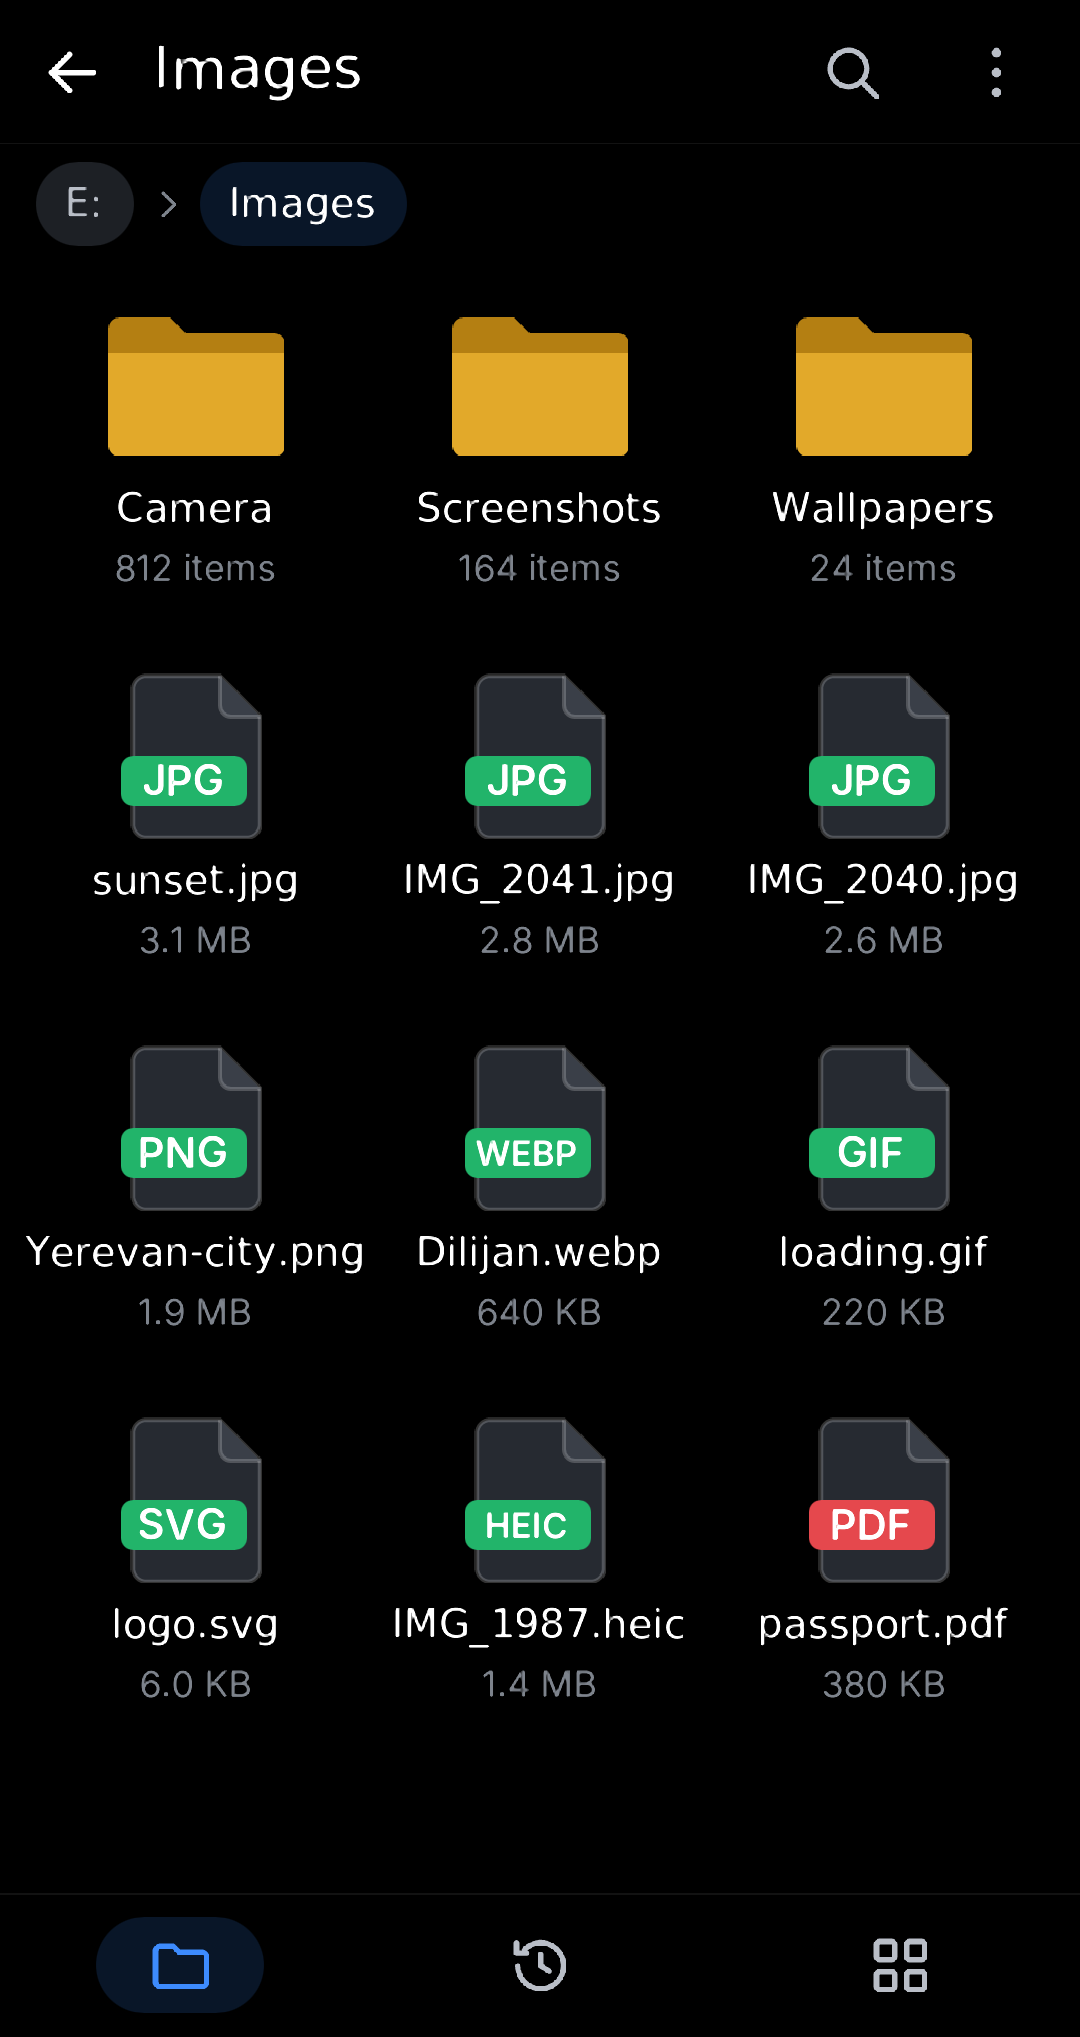 Images
E: > Images
Camera Screenshots Wallpapers
812 items 164 items 24 items
JPG JPG JPG
sunset.jpg IMG_2041.jpg IMG_2040.jpg
3.1 MB 2.8 MB 2.6 MB
PNG WEBP GIF
Yerevan-city.png Dilijan.webp loading.gif
1.9 MB 640 KB 220 KB
SVG HEIC PDF
logo.svg IMG_1987.heic passport.pdf
6.0 KB 1.4 MB 380 KB